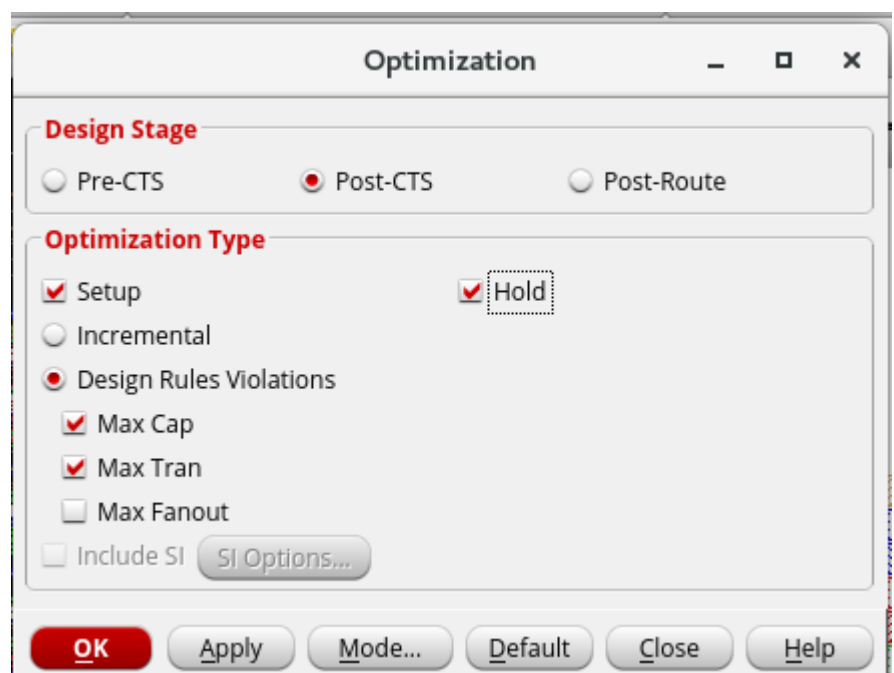 Optimization
Design Stage
Pre-CTS Post-CTS Post-Route
Optimization Type
Setup Hold
Incremental
Design Rules Violations
Max Cap
Max Tran
Max Fanout
Include SI SI Options...
OK Apply Mode... Default Close Help